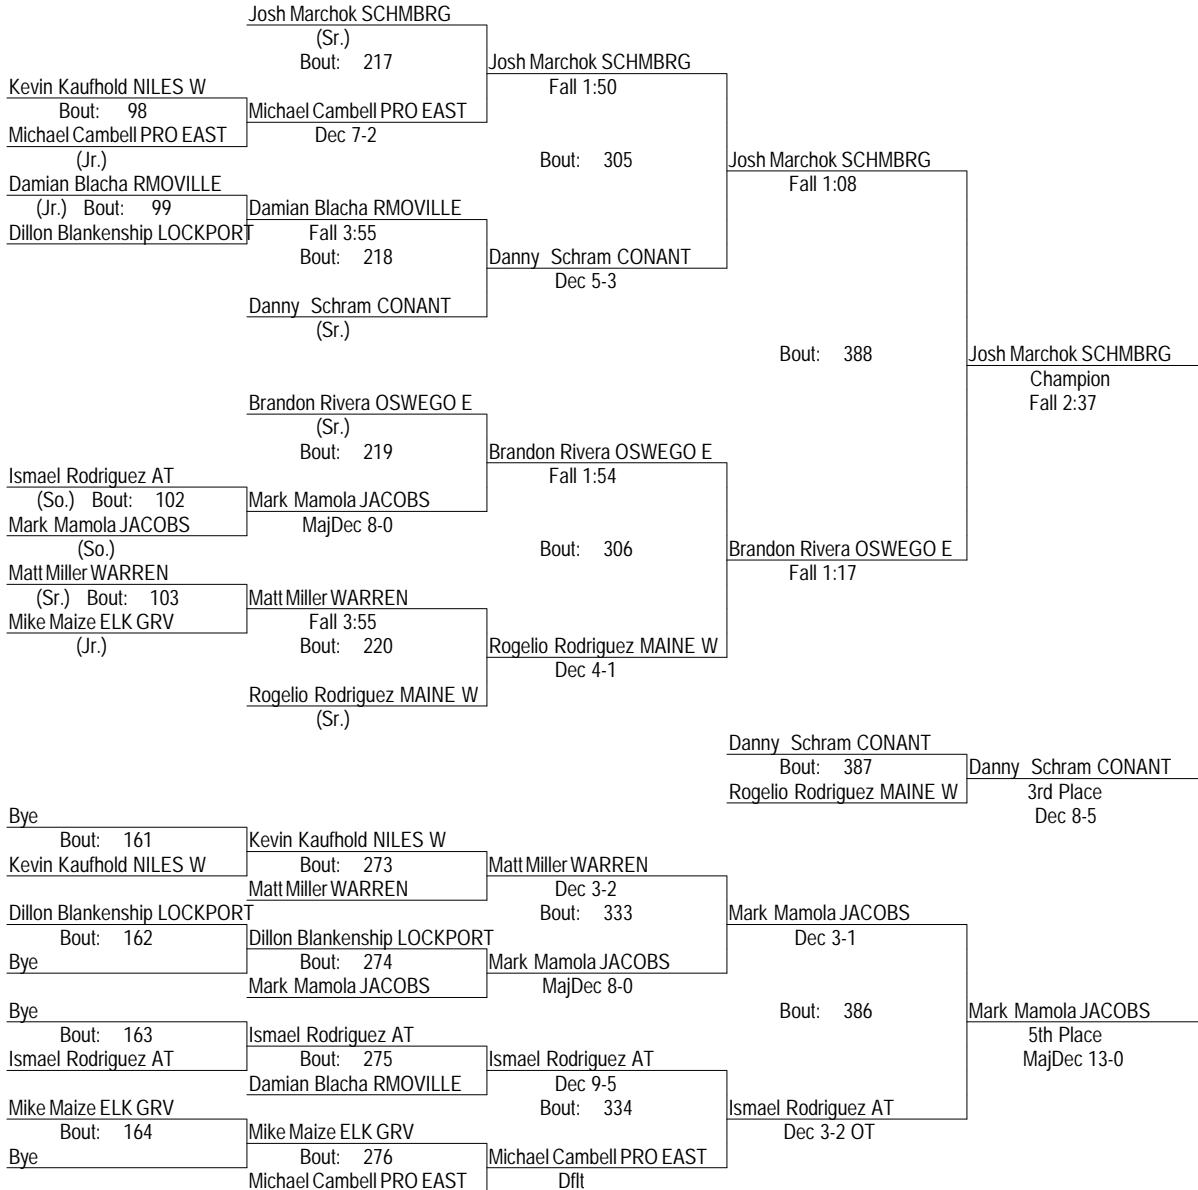 Josh Marchok SCHMBRG
(Sr.)
Bout: 217
Josh Marchok SCHMBRG
Fall 1:50
Kevin Kaufhold NILES W
Bout: 98
Michael Cambell PRO EAST
Michael Cambell PRO EAST
Dec 7-2
(Jr.)
Bout: 305
Josh Marchok SCHMBRG
Fall 1:08
Damian Blacha RMOVILLE
(Jr.) Bout: 99
Damian Blacha RMOVILLE
Dillon Blankenship LOCKPORT
Fall 3:55
Bout: 218
Danny Schram CONANT
Dec 5-3
Danny Schram CONANT
(Sr.)
Bout: 388
Josh Marchok SCHMBRG
Champion
Fall 2:37
Brandon Rivera OSWEGO E
(Sr.)
Bout: 219
Brandon Rivera OSWEGO E
Fall 1:54
Ismael Rodriguez AT
(So.) Bout: 102
Mark Mamola JACOBS
Mark Mamola JACOBS
MajDec 8-0
(So.)
Bout: 306
Brandon Rivera OSWEGO E
Fall 1:17
Matt Miller WARREN
(Sr.) Bout: 103
Matt Miller WARREN
Mike Maize ELK GRV
Fall 3:55
(Jr.)
Bout: 220
Rogelio Rodriguez MAINE W
Dec 4-1
Rogelio Rodriguez MAINE W
(Sr.)
Danny Schram CONANT
Bout: 387
Danny Schram CONANT
Rogelio Rodriguez MAINE W
3rd Place
Dec 8-5
Bye
Bout: 161
Kevin Kaufhold NILES W
Kevin Kaufhold NILES W
Bout: 273
Matt Miller WARREN
Matt Miller WARREN
Dec 3-2
Dillon Blankenship LOCKPORT
Bout: 333
Mark Mamola JACOBS
Bout: 162
Dillon Blankenship LOCKPORT
Dec 3-1
Bye
Bout: 274
Mark Mamola JACOBS
Mark Mamola JACOBS
MajDec 8-0
Bye
Bout: 386
Mark Mamola JACOBS
Bout: 163
Ismael Rodriguez AT
5th Place
Ismael Rodriguez AT
Bout: 275
Ismael Rodriguez AT
MajDec 13-0
Damian Blacha RMOVILLE
Dec 9-5
Mike Maize ELK GRV
Bout: 334
Ismael Rodriguez AT
Bout: 164
Mike Maize ELK GRV
Dec 3-2 OT
Bye
Bout: 276
Michael Cambell PRO EAST
Michael Cambell PRO EAST
Dflt